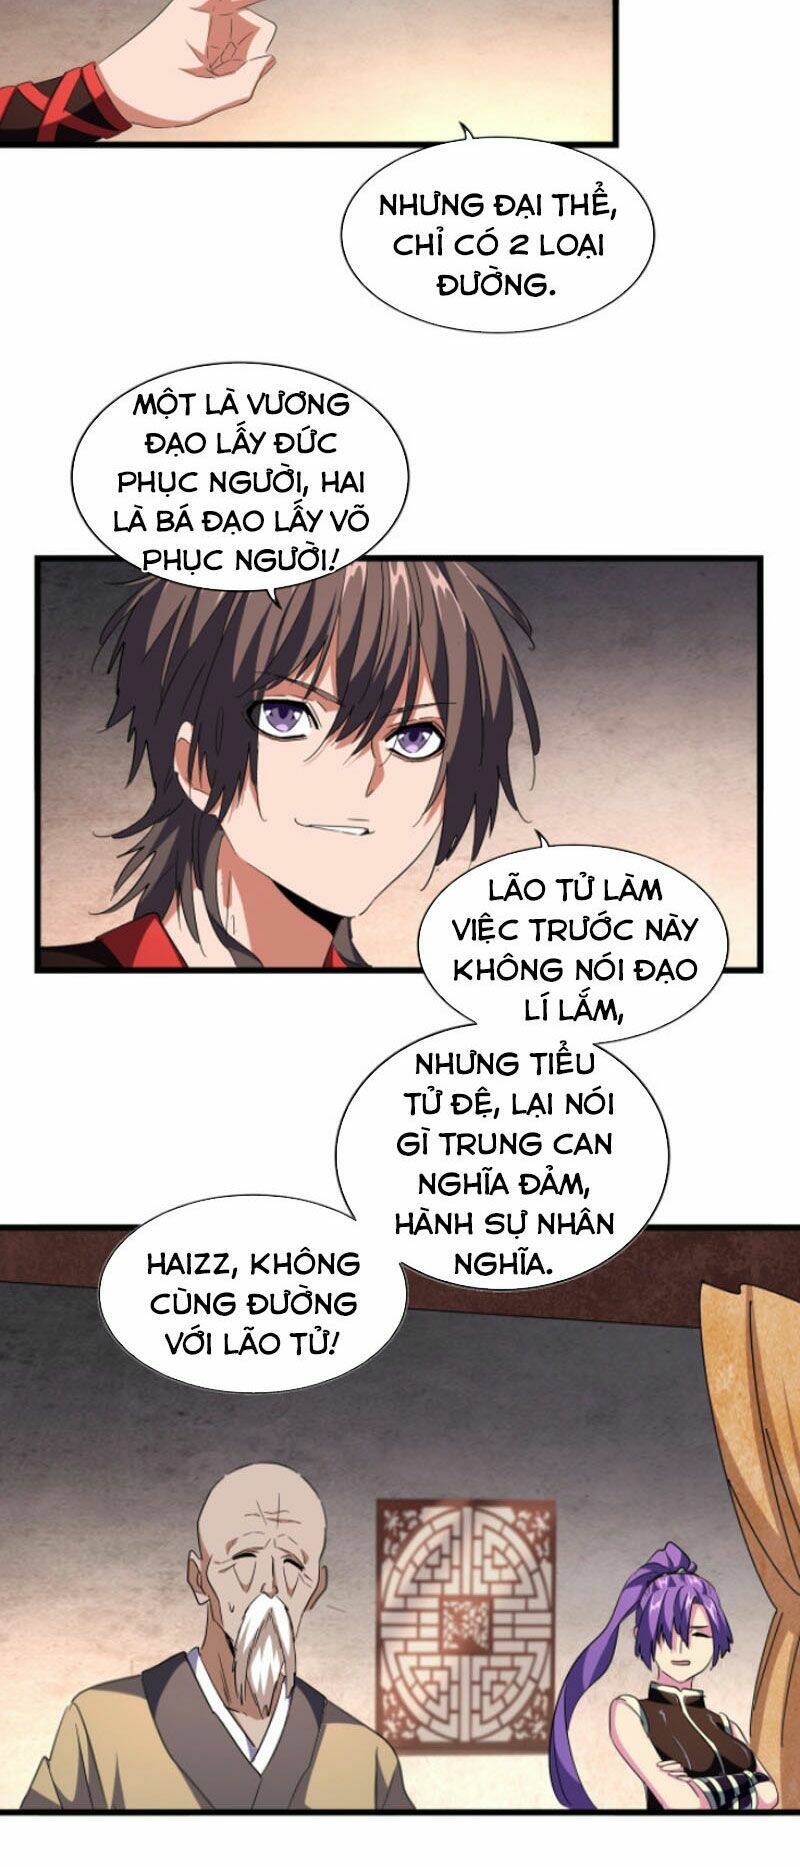 NHƯNG ĐẠI THỂ,
CHỈ CÓ 2 LOẠI
ĐƯỜNG.
MỘT LÀ VƯƠNG
ĐẠO LẤY ĐỨC
PHỤC NGƯỜI, HAI
LÀ BÁ ĐẠO LẤY VÕ
PHỤC NGƯỜI!
LÃO TỬ LÀM
VIỆC TRƯỚC NÀY
KHÔNG NÓI ĐẠO
LÍ LẮM,
NHƯNG TIỂU
TỬ ĐỆ, LẠI NÓI
GÌ TRUNG CAN
NGHĨA ĐẢM,
HÀNH SỰ NHÂN
NGHĨA.
HAIZZ, KHÔNG
CÙNG ĐƯỜNG
VỚI LÃO TỬ!